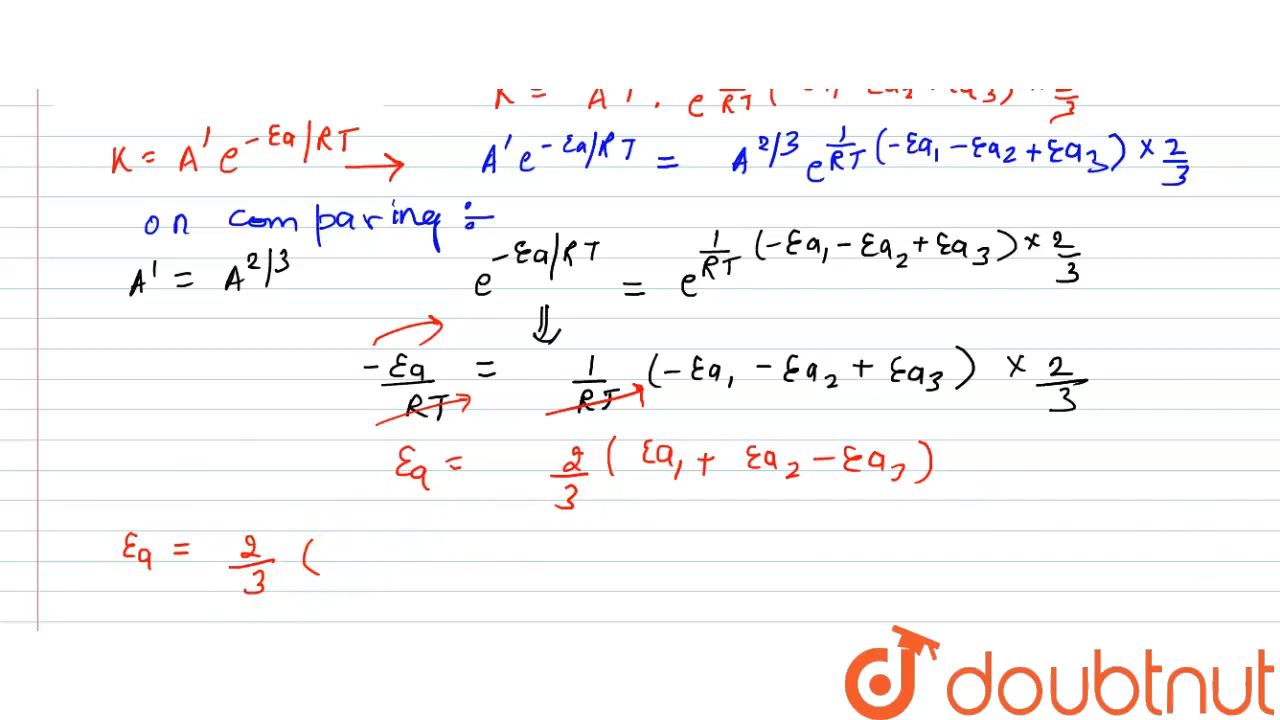 K = A'. e 1/RT (
K = A' e^-Ea/RT → A' e^-Ea/RT = A^2/3 e^1/RT (-Ea1 - Ea2 + Ea3) × 2/3
on comparing ÷
A' = A^2/3 e^-Ea/RT = e^1/RT (-Ea1 - Ea2 + Ea3) × 2/3
⇓
-Ea/RT = 1/RT (-Ea1 - Ea2 + Ea3) × 2/3
Ea = 2/3 ( Ea1 + Ea2 - Ea3 )
Ea = 2/3 (
doubtnut